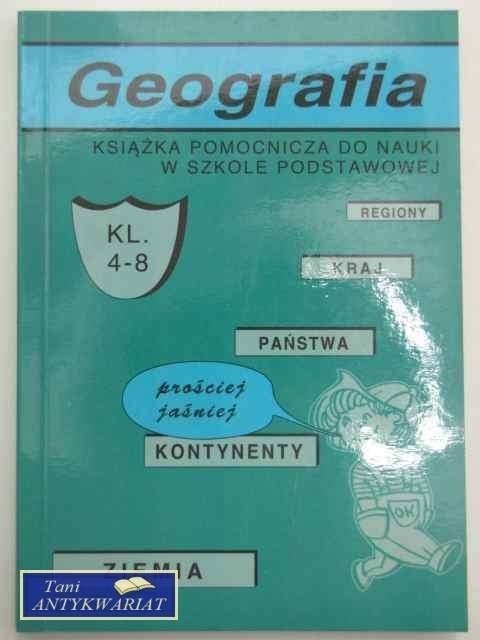 Geografia
KSIĄŻKA POMOCNICZA DO NAUKI
W SZKOLE PODSTAWOWEJ
KL.
4-8
REGIONY
KRAJ
PAŃSTWA
prościej
jaśniej
KONTYNENTY
OK
ZIEMIA
Tani
ANTYKWARIAT